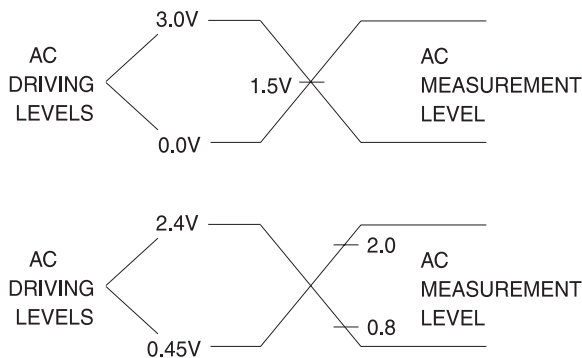 3.0V
AC
DRIVING
LEVELS
0.0V
1.5V
AC
MEASUREMENT
LEVEL
2.4V
AC
DRIVING
LEVELS
0.45V
2.0
0.8
AC
MEASUREMENT
LEVEL